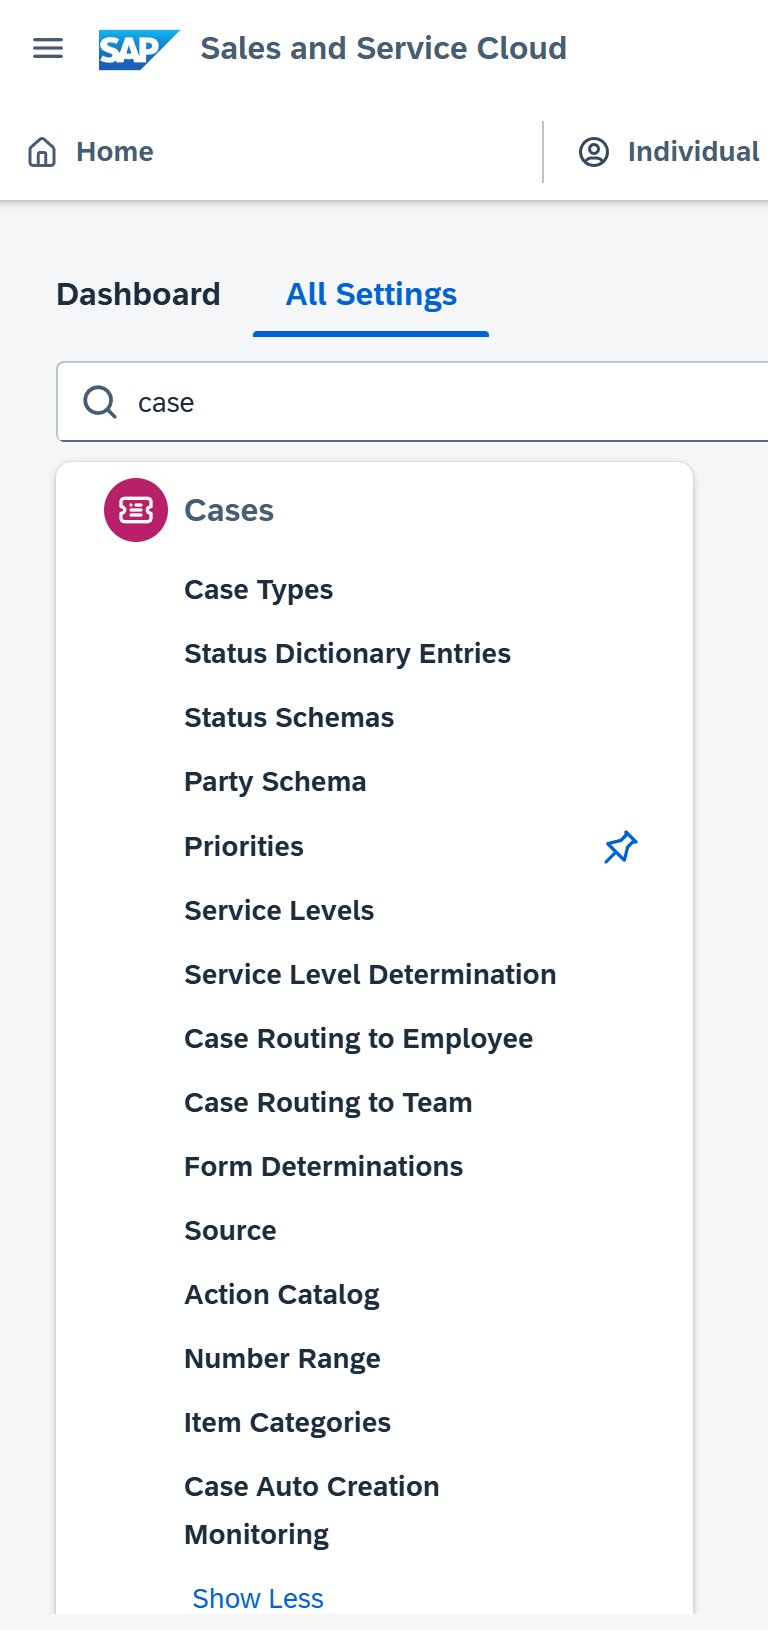 SAP Sales and Service Cloud
Home Individual
Dashboard All Settings
case
Cases
Case Types
Status Dictionary Entries
Status Schemas
Party Schema
Priorities
Service Levels
Service Level Determination
Case Routing to Employee
Case Routing to Team
Form Determinations
Source
Action Catalog
Number Range
Item Categories
Case Auto Creation
Monitoring
Show Less